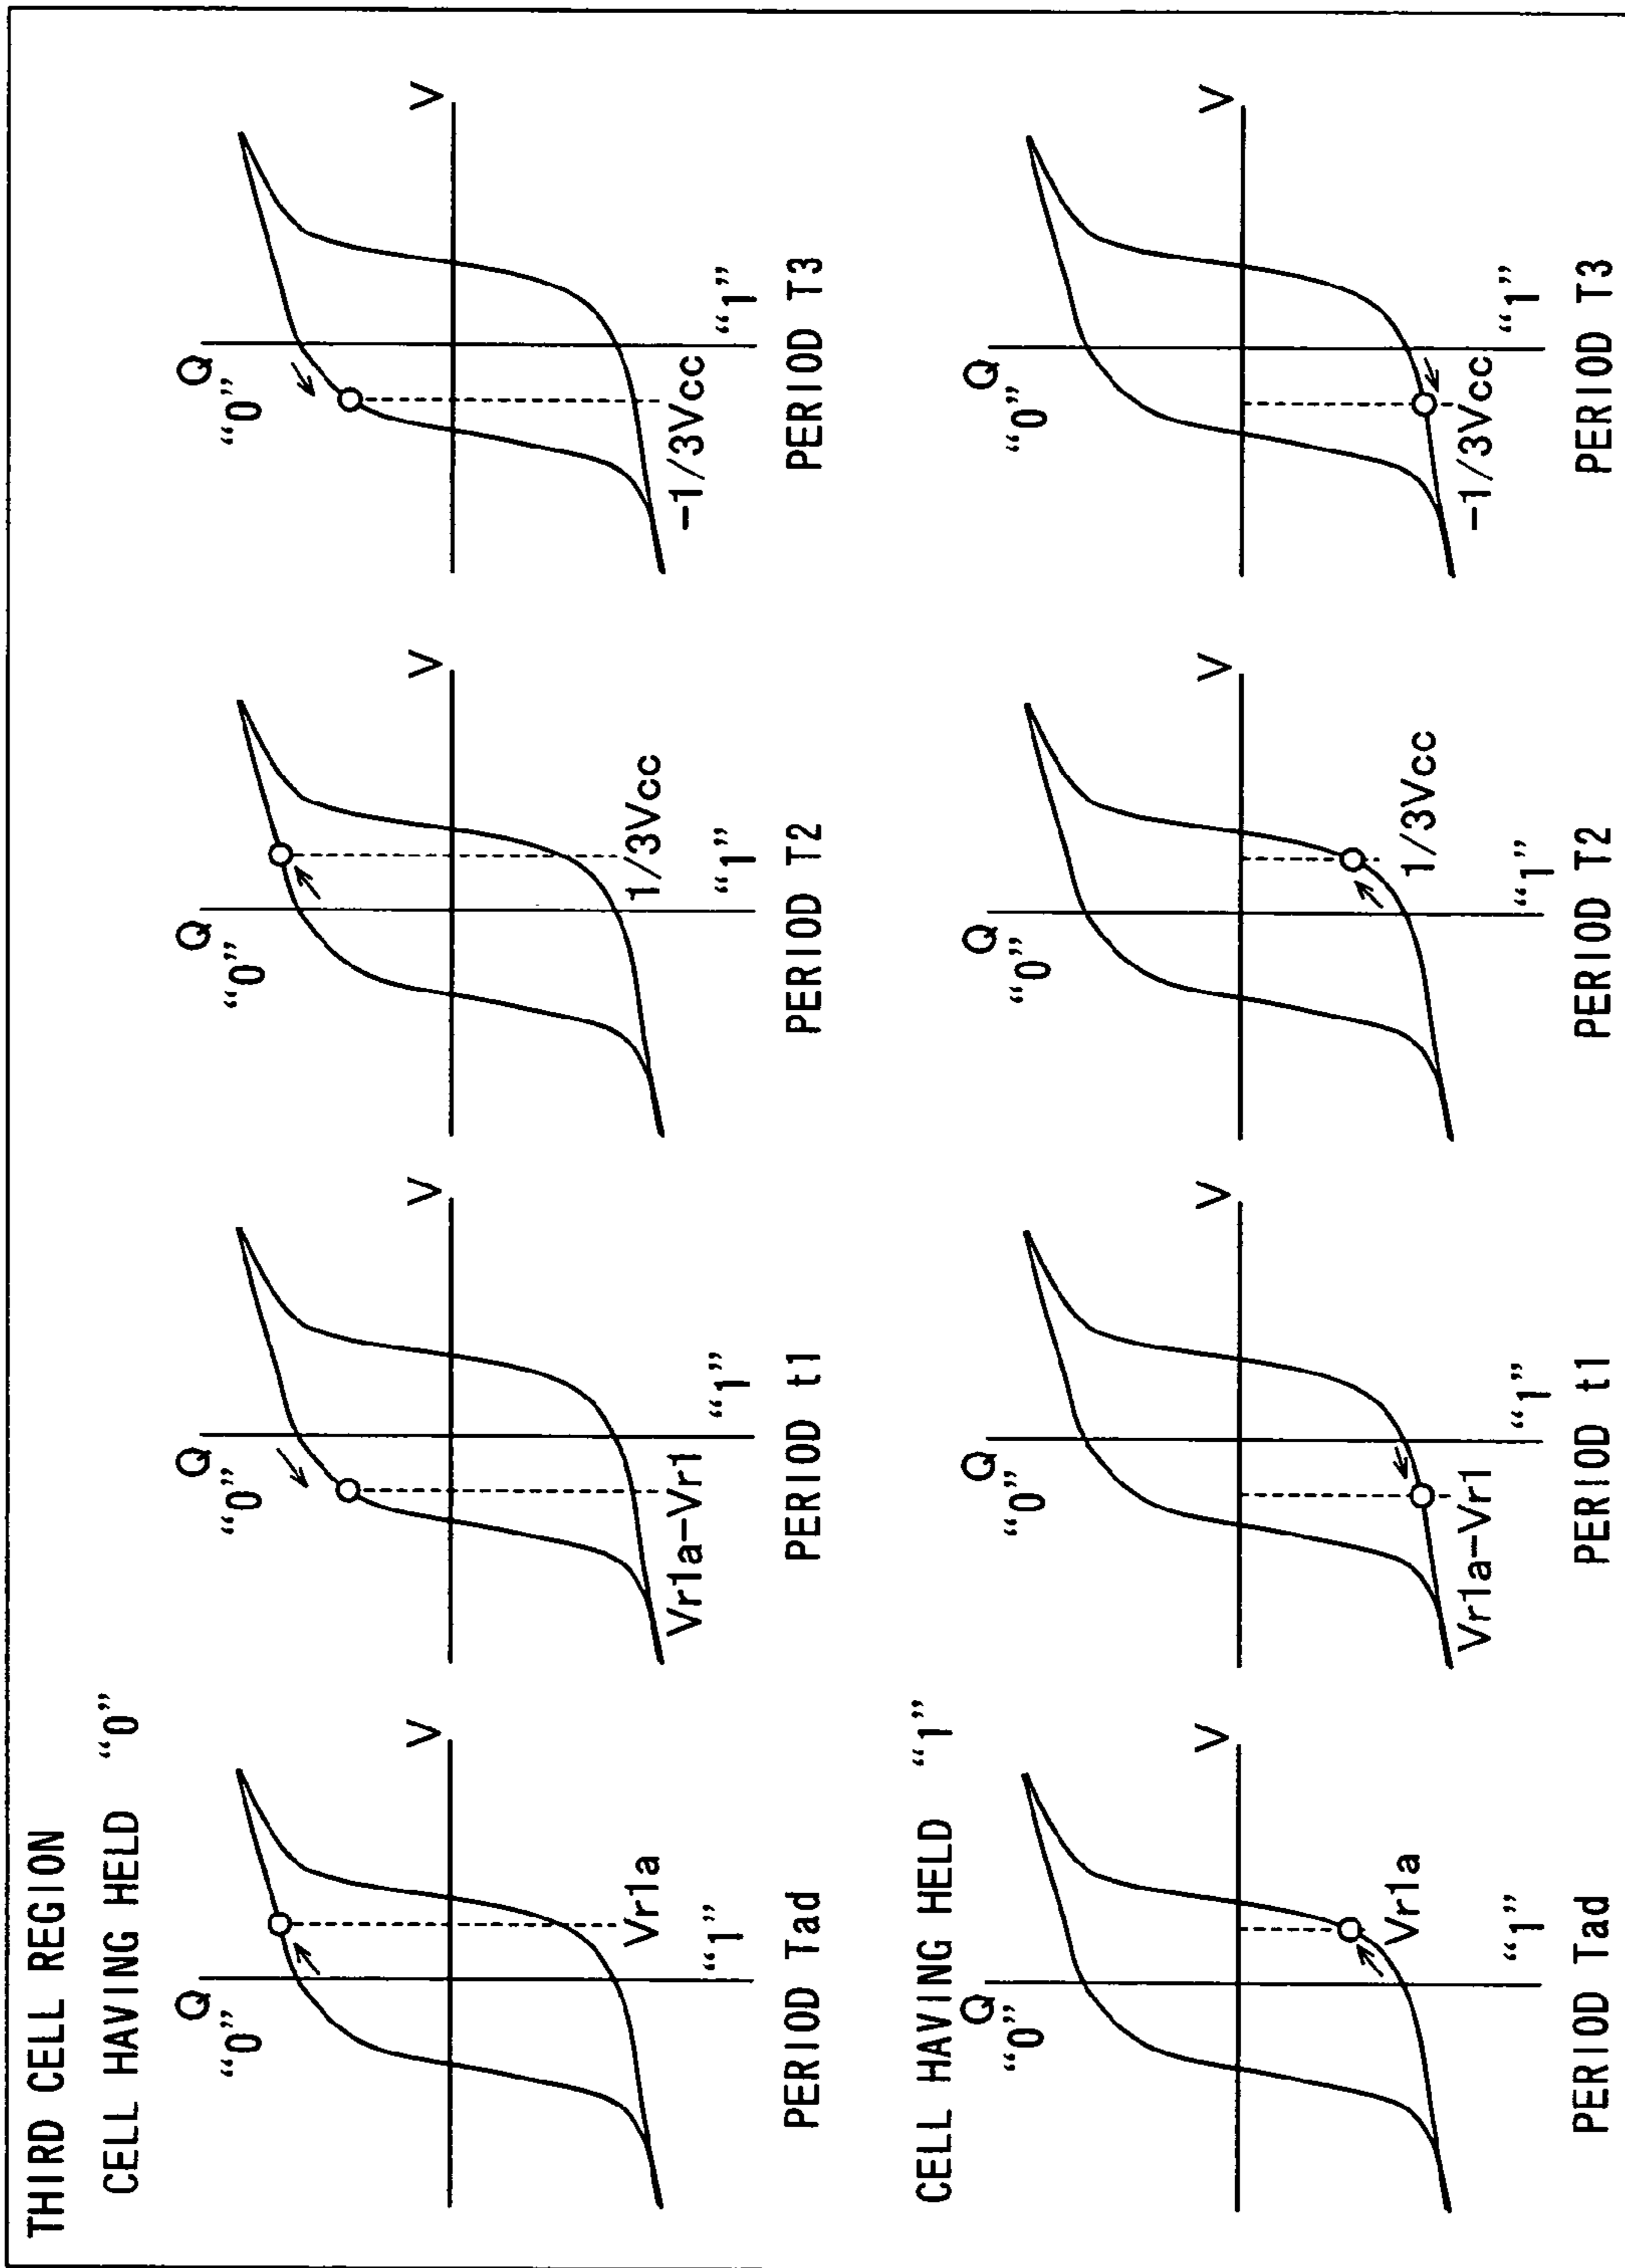 THIRD CELL REGION
CELL HAVING HELD “0”
Q
“0”
V
Vr1a
“1”
PERIOD Tad
Q
“0”
V
Vr1a-Vr1
“1”
PERIOD t1
Q
“0”
V
1/3Vcc
“1”
PERIOD T2
Q
“0”
V
-1/3Vcc
“1”
PERIOD T3
CELL HAVING HELD “1”
Q
“0”
V
Vr1a
“1”
PERIOD Tad
Q
“0”
V
Vr1a-Vr1
“1”
PERIOD t1
Q
“0”
V
1/3Vcc
“1”
PERIOD T2
Q
“0”
V
-1/3Vcc
“1”
PERIOD T3